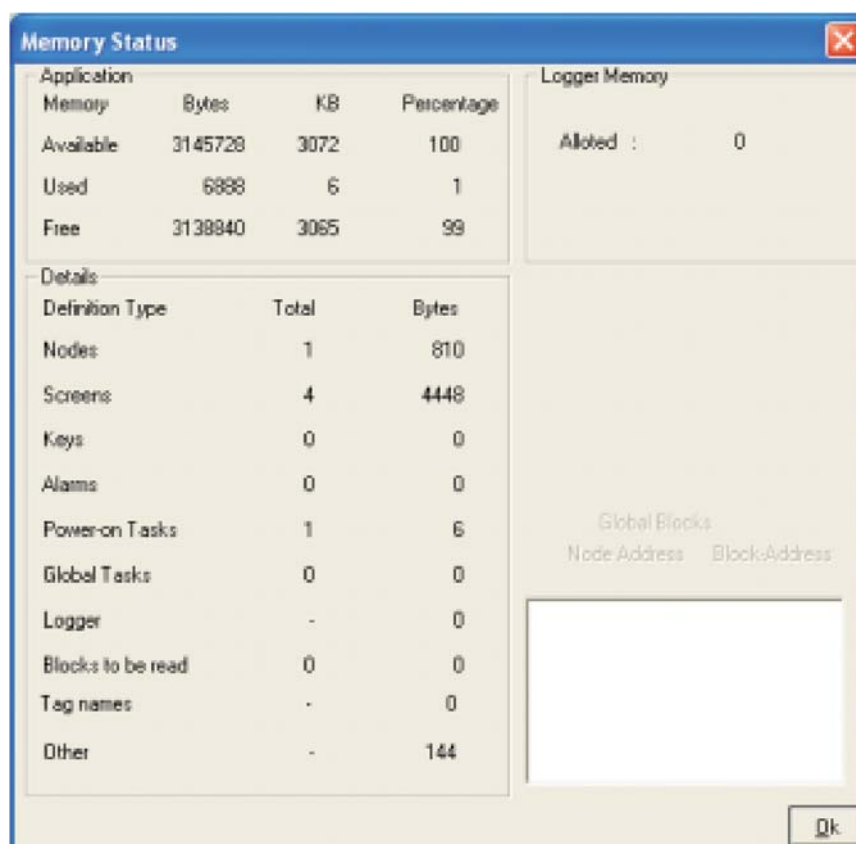 Memory Status
Application
Memory Bytes KB Percentage
Available 3145728 3072 100
Used 6888 6 1
Free 3138840 3065 99
Logger Memory
Alloted : 0
Details
Definition Type Total Bytes
Nodes 1 810
Screens 4 4448
Keys 0 0
Alarms 0 0
Power-on Tasks 1 6
Global Tasks 0 0
Logger - 0
Blocks to be read 0 0
Tag names - 0
Other - 144
Global Blocks
Node Address Block-Address
Ok